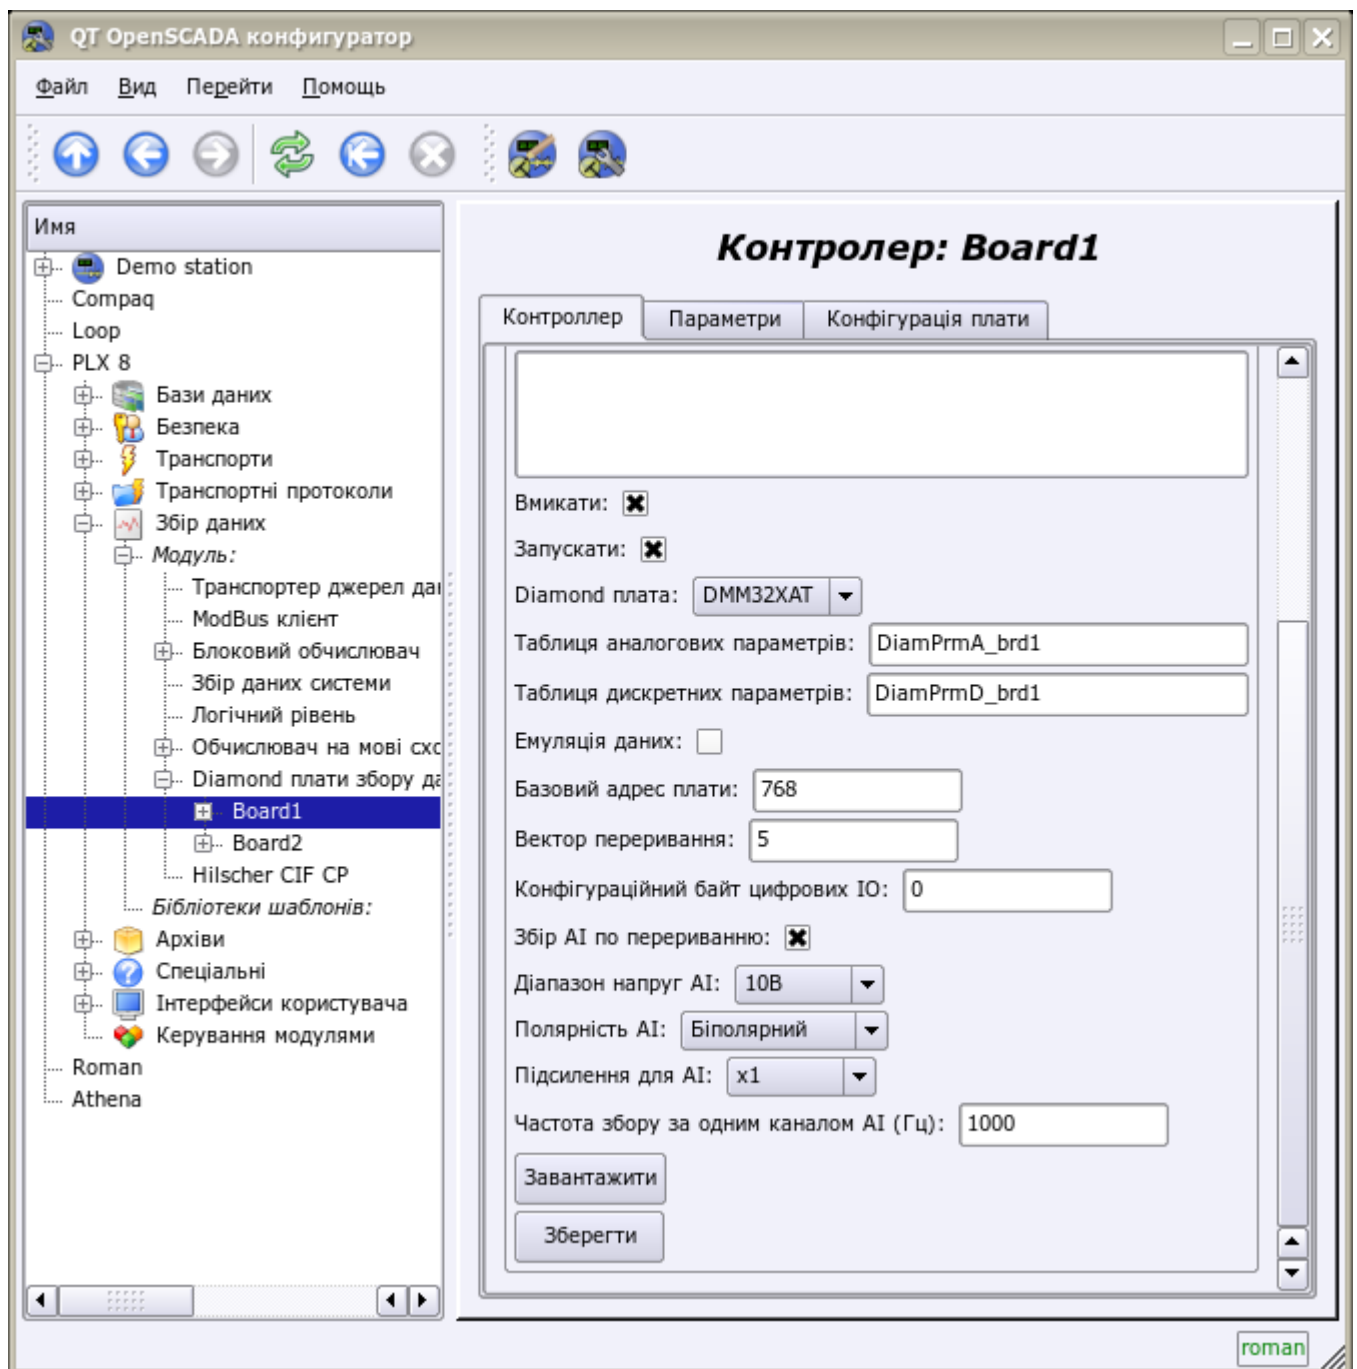 QT OpenSCADA конфигуратор
Файл Вид Перейти Помощь
Имя
Demo station
Compaq
Loop
PLX 8
Бази даних
Безпека
Транспорти
Транспортні протоколи
Збір даних
Модуль:
Транспортер джерел
ModBus клієнт
Блоковий обчислювач
Збір даних системи
Логічний рівень
Обчислювач на мові
Diamond плати збору
Board1
Board2
Hilscher CIF CP
Бібліотеки шаблонів:
Архіви
Спеціальні
Інтерфейси користувача
Керування модулями
Roman
Athena
Контролер: Board1
Контроллер Параметри Конфігурація плати
Вмикати:
Запускати:
Diamond плата: DMM32XAT
Таблиця аналогових параметрів: DiamPrmA_brd1
Таблиця дискретних параметрів: DiamPrmD_brd1
Емуляція даних:
Базовий адрес плати: 768
Вектор переривання: 5
Конфігураційний байт цифрових IO: 0
Збір AI по перериванню:
Діапазон напруг AI: 10В
Полярність AI: Біполярний
Підсилення для AI: x1
Частота збору за одним каналом AI (Гц): 1000
Завантажити
Зберегти
roman